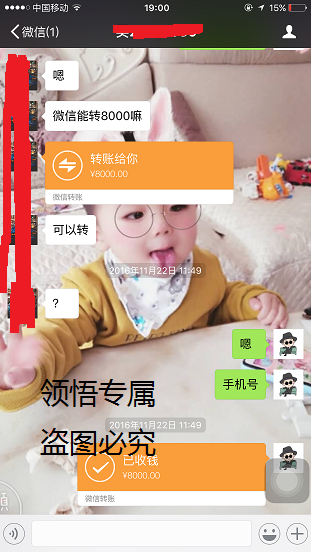 中国移动
19:00
15%
微信(1)
嗯
微信能转8000嘛
转账给你
¥8000.00
微信转账
可以转
2016年11月22日 11:49
?
嗯
手机号
领悟专属
2016年11月22日 11:49
盗图必究
已收钱
¥8000.00
微信转账